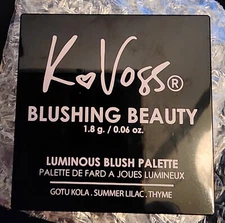 K♥Voss®
BLUSHING BEAUTY
1.8 g. / 0.06 oz.
LUMINOUS BLUSH PALETTE
PALETTE DE FARD A JOUES LUMINEUX
GOTU KOLA . SUMMER LILAC . THYME